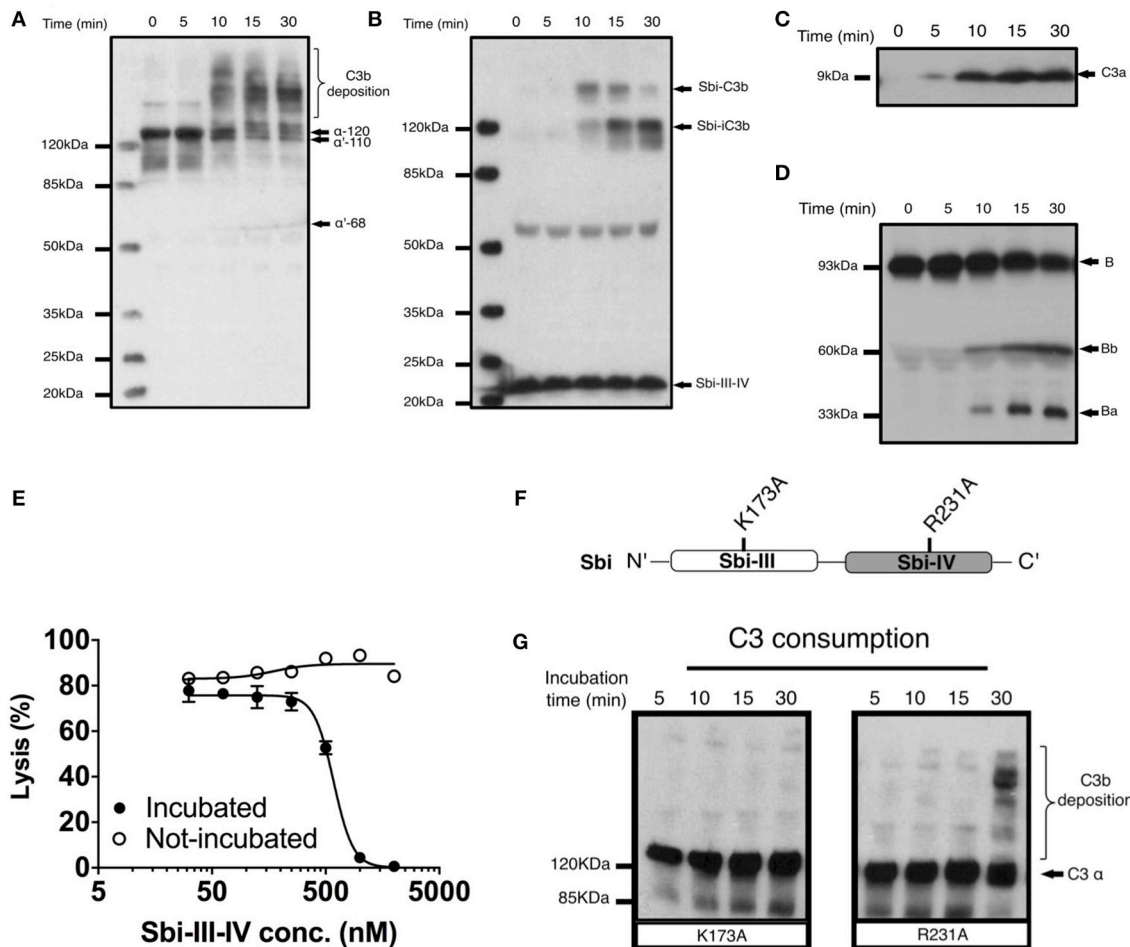 A
Time (min) 0 5 10 15 30
C3b
deposition
α-120
α'-110
α'-68
120kDa
85kDa
50kDa
35kDa
25kDa
20kDa
B
Time (min) 0 5 10 15 30
Sbi-C3b
Sbi-iC3b
Sbi-III-IV
120kDa
85kDa
50kDa
35kDa
25kDa
20kDa
C
Time (min) 0 5 10 15 30
9kDa
C3a
D
Time (min) 0 5 10 15 30
93kDa
B
60kDa
Bb
33kDa
Ba
E
Lysis (%)
100
80
60
40
20
0
Incubated
Not-incubated
5 50 500 5000
Sbi-III-IV conc. (nM)
F
K173A
R231A
Sbi N' Sbi-III Sbi-IV C'
G
C3 consumption
Incubation
time (min)
5 10 15 30
5 10 15 30
C3b
deposition
120KDa
C3 α
85KDa
K173A
R231A